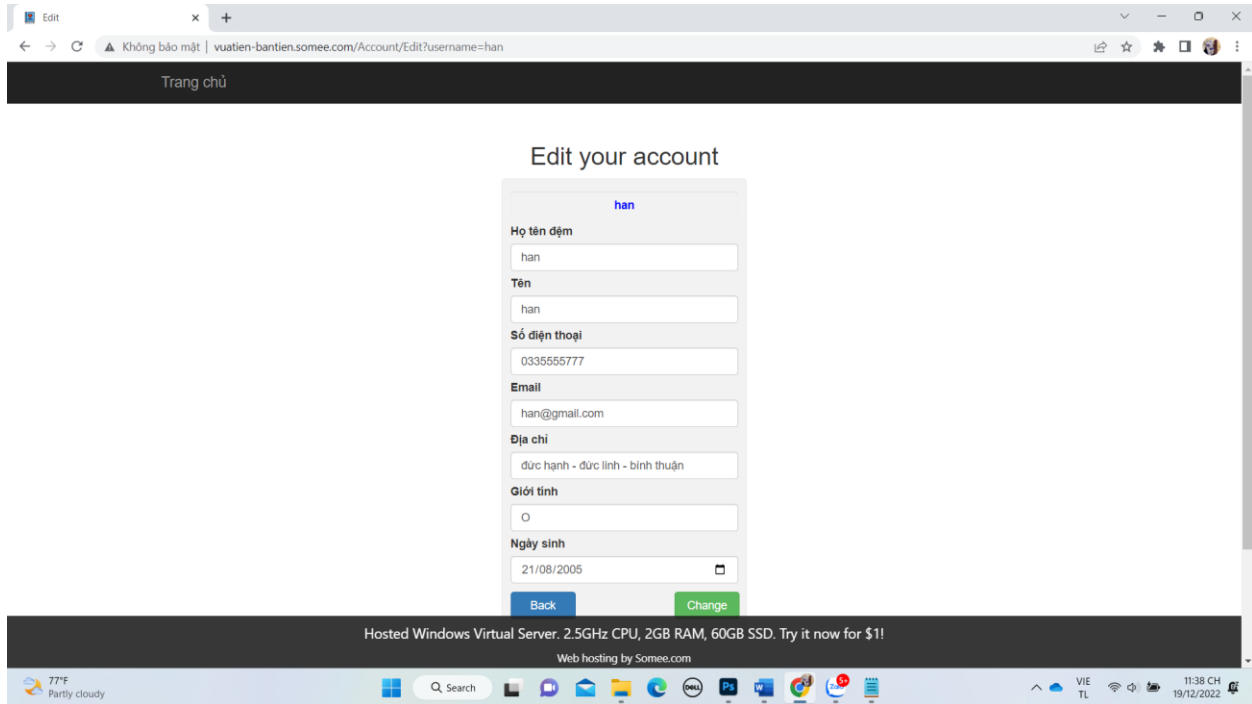 Edit
Không bảo mật | vuatien-bantien.somee.com/Account/Edit?username=han
Trang chủ
Edit your account
han
Họ tên đệm
han
Tên
han
Số điện thoại
0335555777
Email
han@gmail.com
Địa chỉ
đức hạnh - đức linh - bình thuận
Giới tính
O
Ngày sinh
21/08/2005
Back Change
Hosted Windows Virtual Server. 2.5GHz CPU, 2GB RAM, 60GB SSD. Try it now for $1!
Web hosting by Somee.com
77°F
Partly cloudy
Search
DELL
Ps
W
Zalo
5+
VIE
TL
11:38 CH
19/12/2022